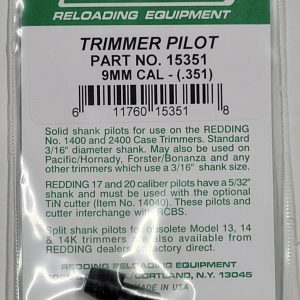 RELOADING EQUIPMENT
TRIMMER PILOT
PART NO. 15351
9MM CAL - (.351)
6 11760 15351 8
Solid shank pilots for use on the REDDING
No. 1400 and 2400 Case Trimmers. Standard
3/16" diameter shank. May also be used on
Pacific/Hornady, Forster/Bonanza and any
other trimmers which use a 3/16" shank size.
REDDING 17 and 20 caliber pilots have a 5/32"
shank and must be used with the optional
TiN cutter (Item No. 14040). These pilots and
cutters interchange with RCBS.
Split shank pilots for obsolete Model 13, 14
& 14K trimmers are also available from
REDDING dealers or factory direct.
REDDING RELOADING EQUIPMENT
CORTLAND, N.Y. 13045
MADE IN USA